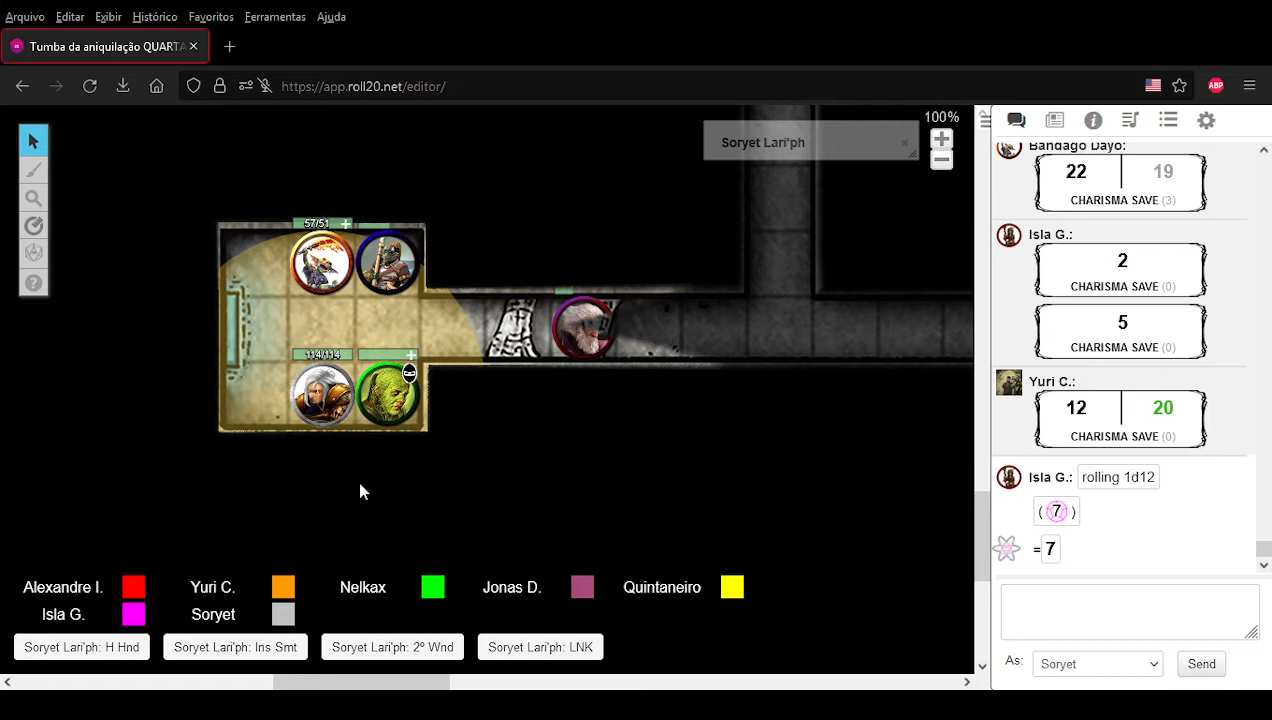 Arquivo Editar Exibir Histórico Favoritos Ferramentas Ajuda
Tumba da aniquilação QUARTA
https://app.roll20.net/editor/
ABP
100%
Soryet Lari'ph
57/51
114/114
Bandago Dayo:
22 19
CHARISMA SAVE (3)
Isla G.:
2
CHARISMA SAVE (0)
5
CHARISMA SAVE (0)
Yuri C.:
12 20
CHARISMA SAVE (0)
Isla G.: rolling 1d12
( 7 )
= 7
Alexandre I. Yuri C. Nelkax Jonas D. Quintaneiro
Isla G. Soryet
Soryet Lari'ph: H Hnd Soryet Lari'ph: Ins Smt Soryet Lari'ph: 2º Wnd Soryet Lari'ph: LNK
As: Soryet Send